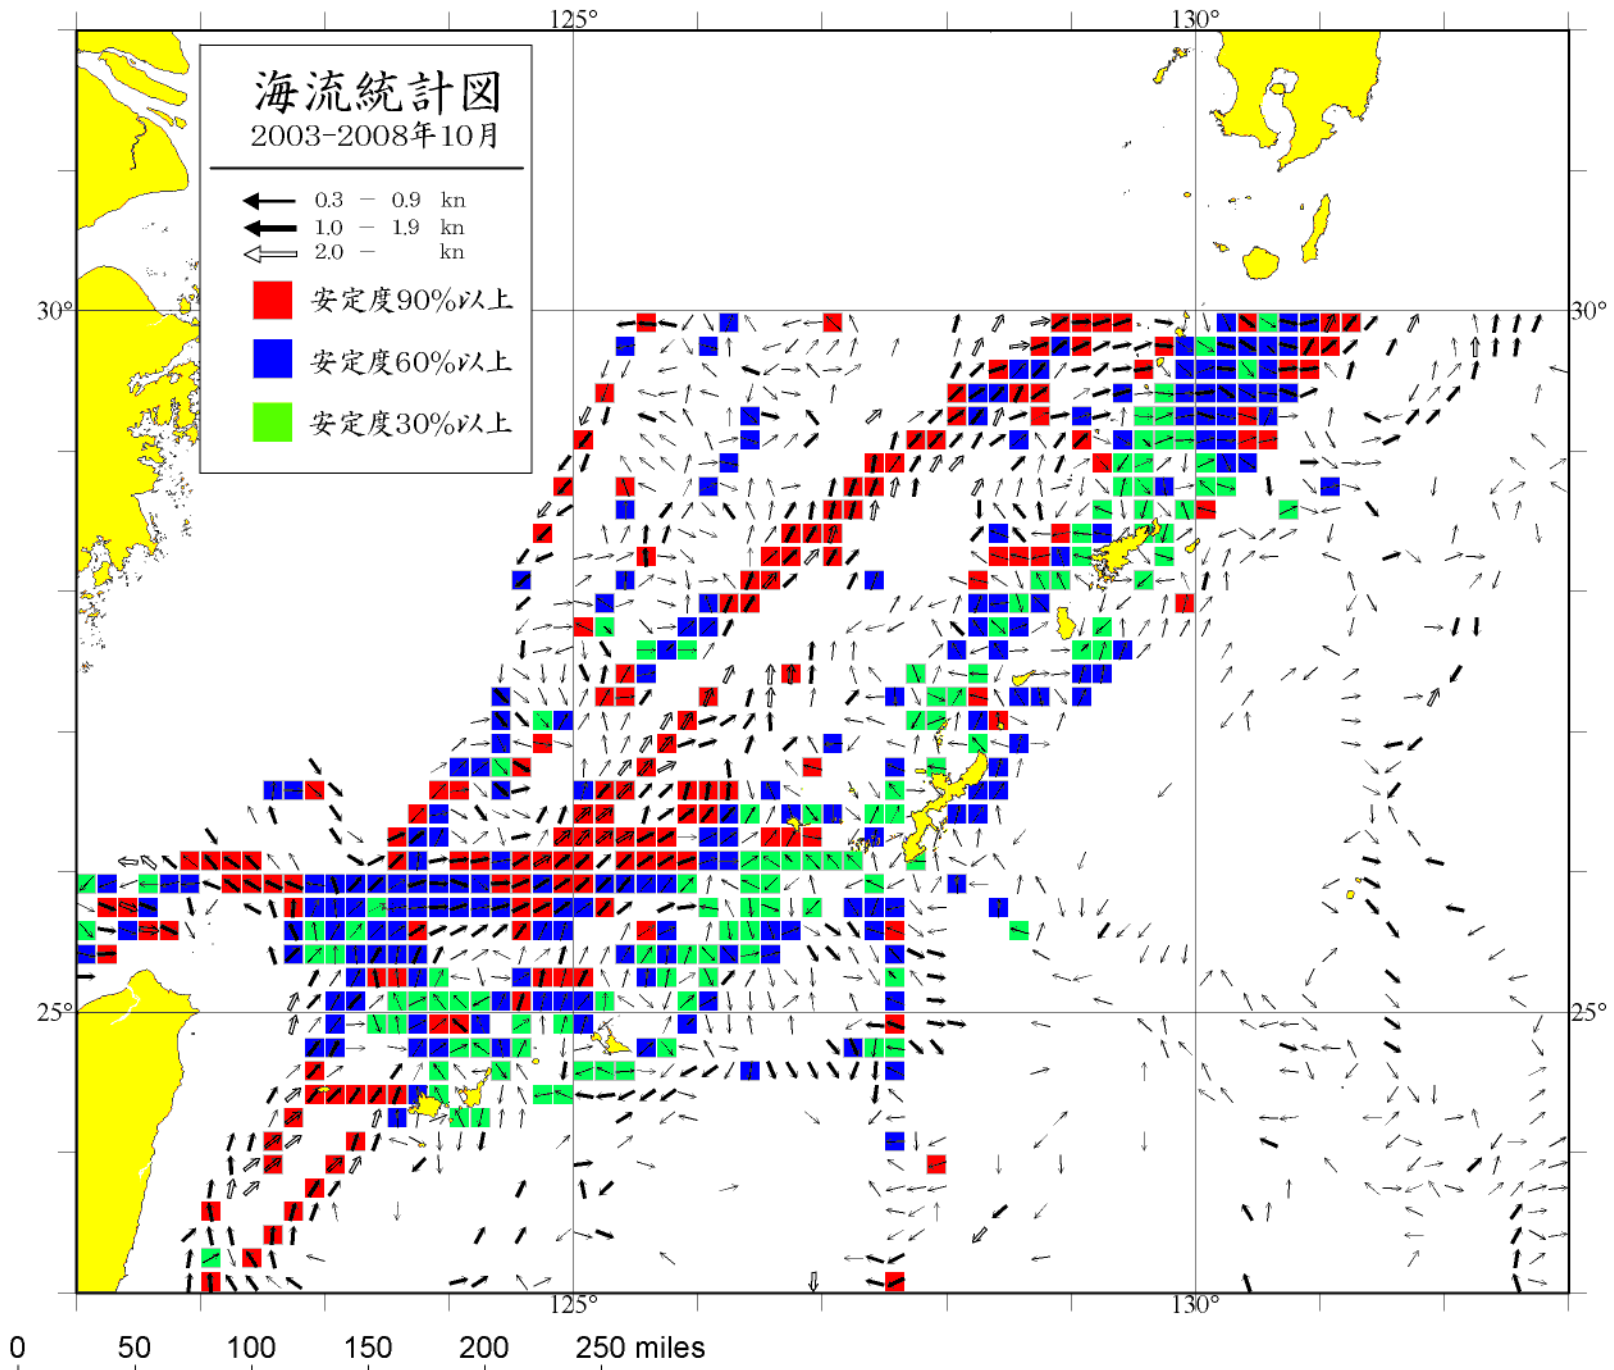 125°
130°
海流統計図
2003-2008年10月
0.3 － 0.9 kn
1.0 － 1.9 kn
2.0 － kn
安定度90%以上
安定度60%以上
安定度30%以上
30°
30°
25°
25°
125°
130°
0 50 100 150 200 250 miles